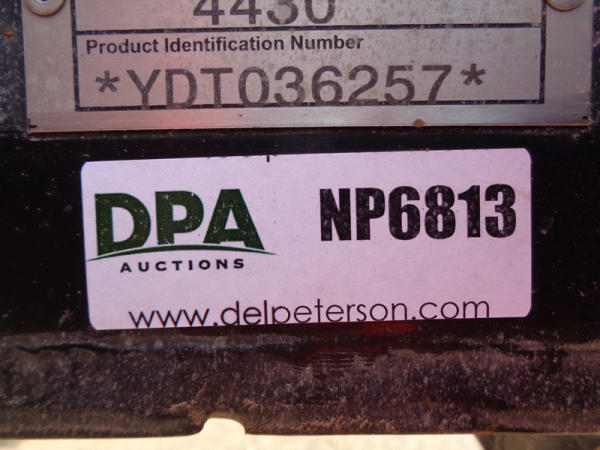 4430
Product Identification Number
*YDT036257*
DPA
AUCTIONS
NP6813
www.delpeterson.com